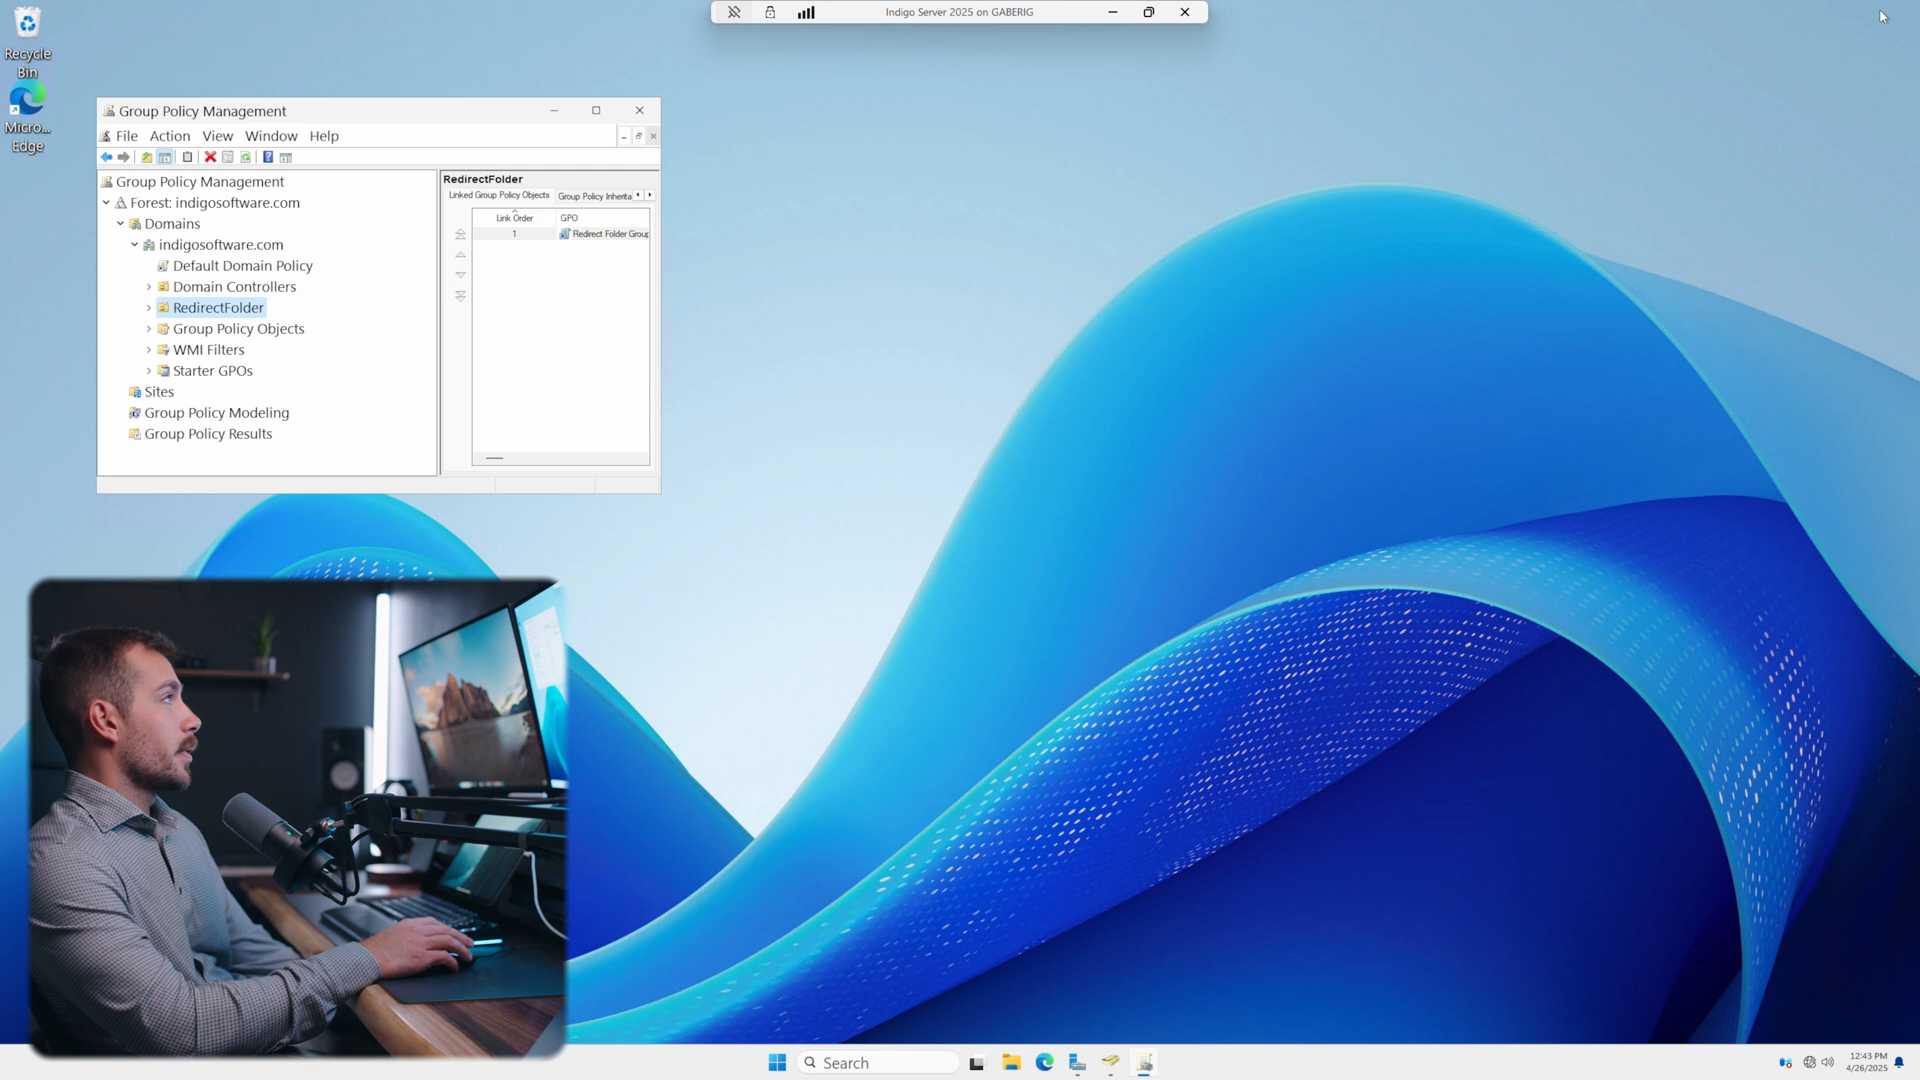 Indigo Server 2025 on GABERIG
Recycle
Bin
Micro...
Edge
Group Policy Management
File Action View Window Help
Group Policy Management
Forest: indigosoftware.com
Domains
indigosoftware.com
Default Domain Policy
Domain Controllers
RedirectFolder
Group Policy Objects
WMI Filters
Starter GPOs
Sites
Group Policy Modeling
Group Policy Results
RedirectFolder
Linked Group Policy Objects Group Policy Inherita
Link Order GPO
1 Redirect Folder Group
Search
12:43 PM
4/26/2025